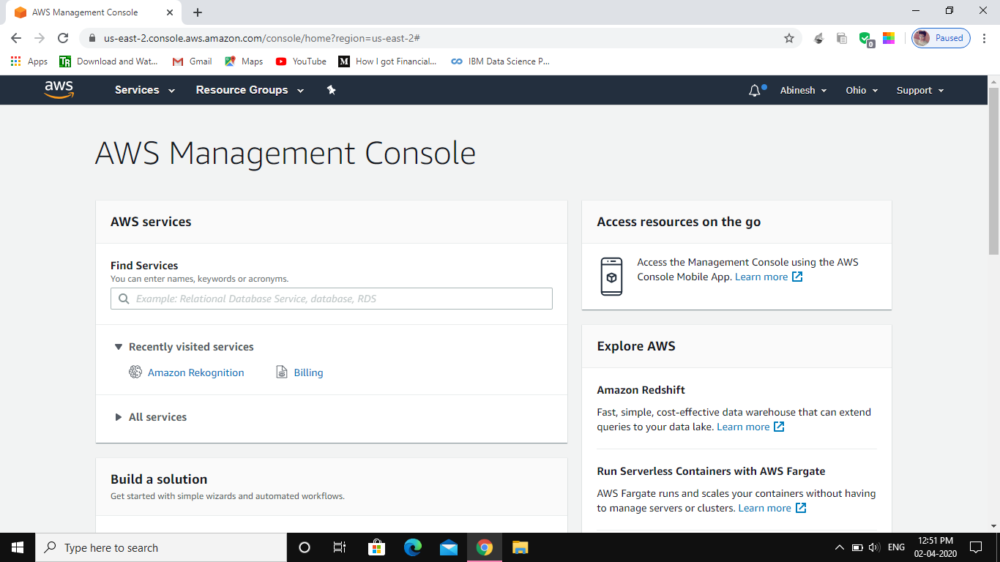 AWS Management Console
us-east-2.console.aws.amazon.com/console/home?region=us-east-2#
0
Paused
Apps
TR
Download and Wat...
Gmail
Maps
YouTube
M
How I got Financial...
IBM Data Science P...
aws
Services
Resource Groups
Abinesh
Ohio
Support
AWS Management Console
AWS services
Find Services
You can enter names, keywords or acronyms.
Example: Relational Database Service, database, RDS
Recently visited services
Amazon Rekognition
Billing
All services
Build a solution
Get started with simple wizards and automated workflows.
Access resources on the go
Access the Management Console using the AWS
Console Mobile App. Learn more
Explore AWS
Amazon Redshift
Fast, simple, cost-effective data warehouse that can extend
queries to your data lake. Learn more
Run Serverless Containers with AWS Fargate
AWS Fargate runs and scales your containers without having
to manage servers or clusters. Learn more
Type here to search
ENG
12:51 PM
02-04-2020